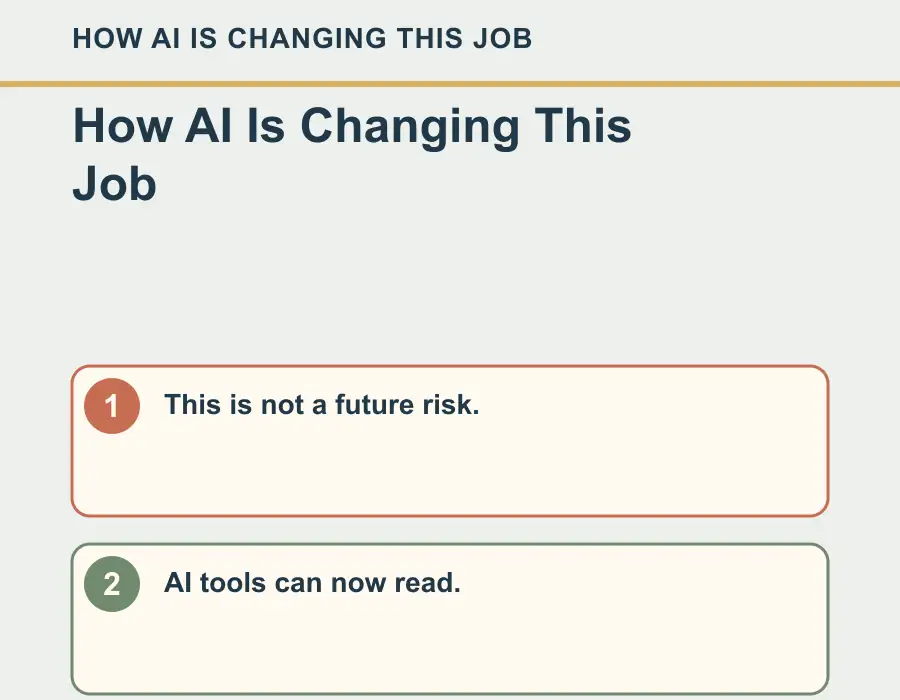 HOW AI IS CHANGING THIS JOB
How AI Is Changing This
Job
1
This is not a future risk.
2
AI tools can now read.